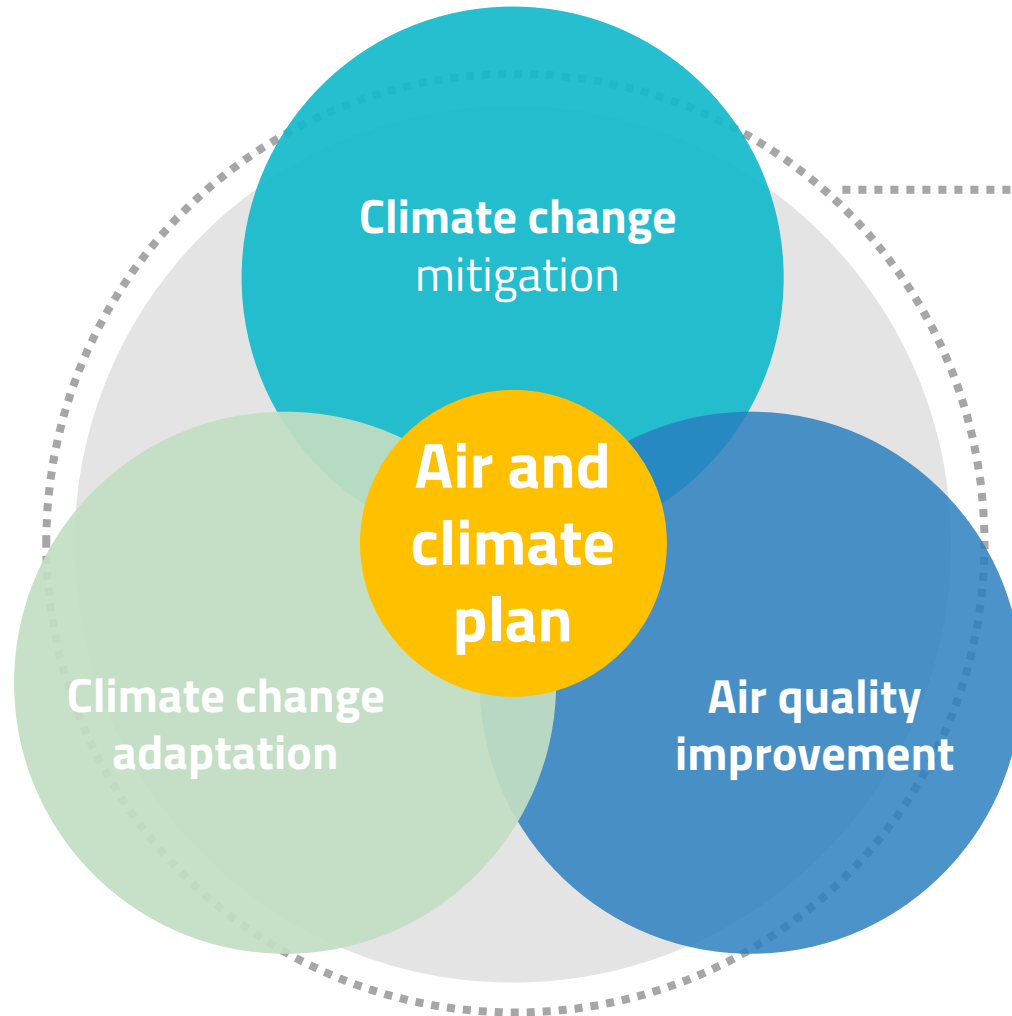 Climate change
mitigation
Air and
climate
plan
Climate change
adaptation
Air quality
improvement